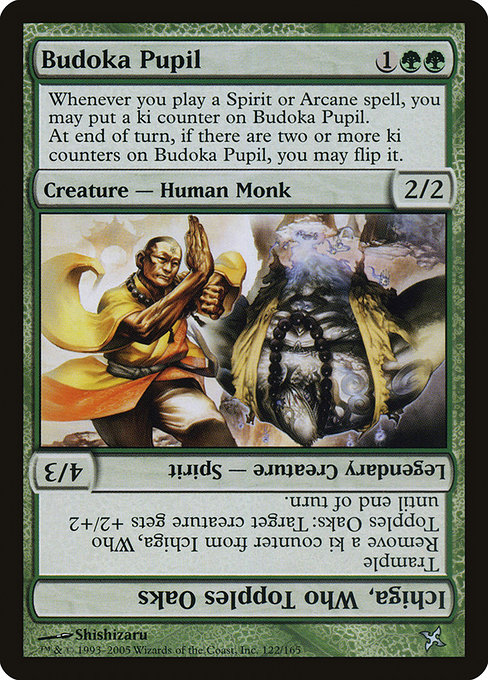 Budoka Pupil 1
Whenever you play a Spirit or Arcane spell, you
may put a ki counter on Budoka Pupil.
At end of turn, if there are two or more ki
counters on Budoka Pupil, you may flip it.
Creature — Human Monk
2/2
Ichiga, Who Topples Oaks
Trample
Remove a ki counter from Ichiga, Who
Topples Oaks: Target creature gets +2/+2
until end of turn.
Legendary Creature — Spirit
4/3
Shishizaru
™ & © 1993–2005 Wizards of the Coast, Inc. 122/165